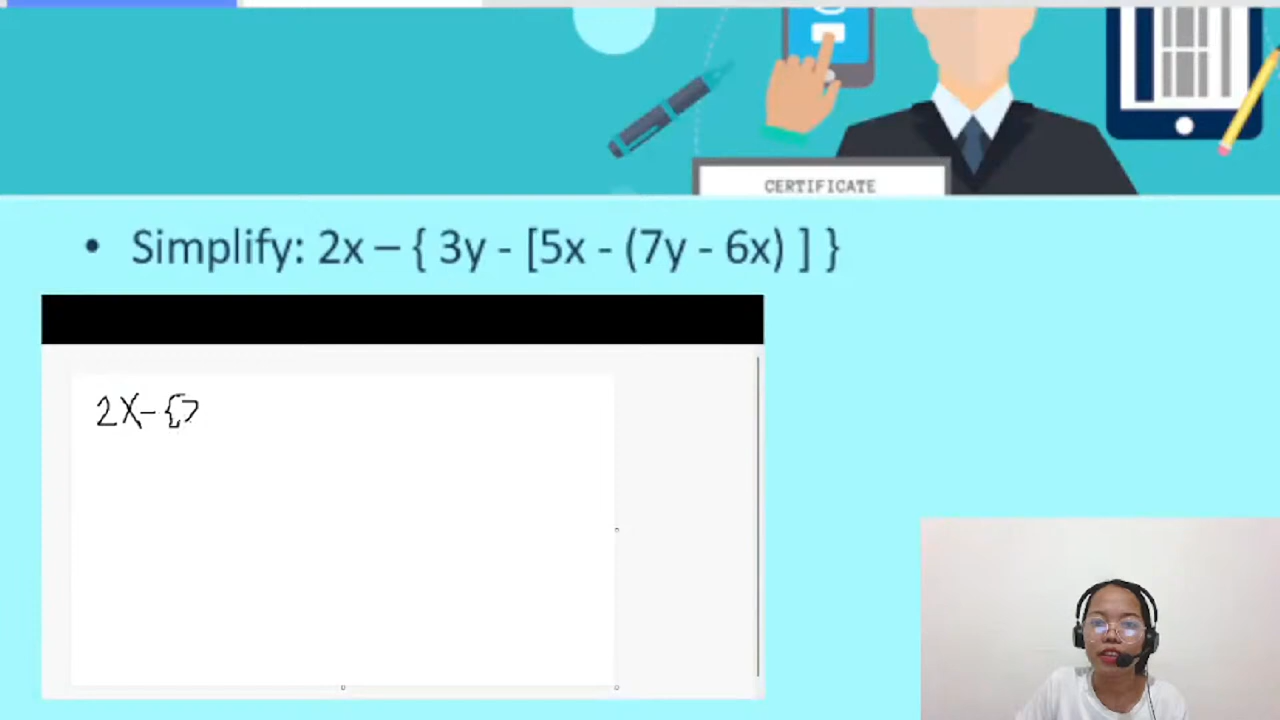 CERTIFICATE
• Simplify: 2x – { 3y - [5x - (7y - 6x) ] }
2X-{